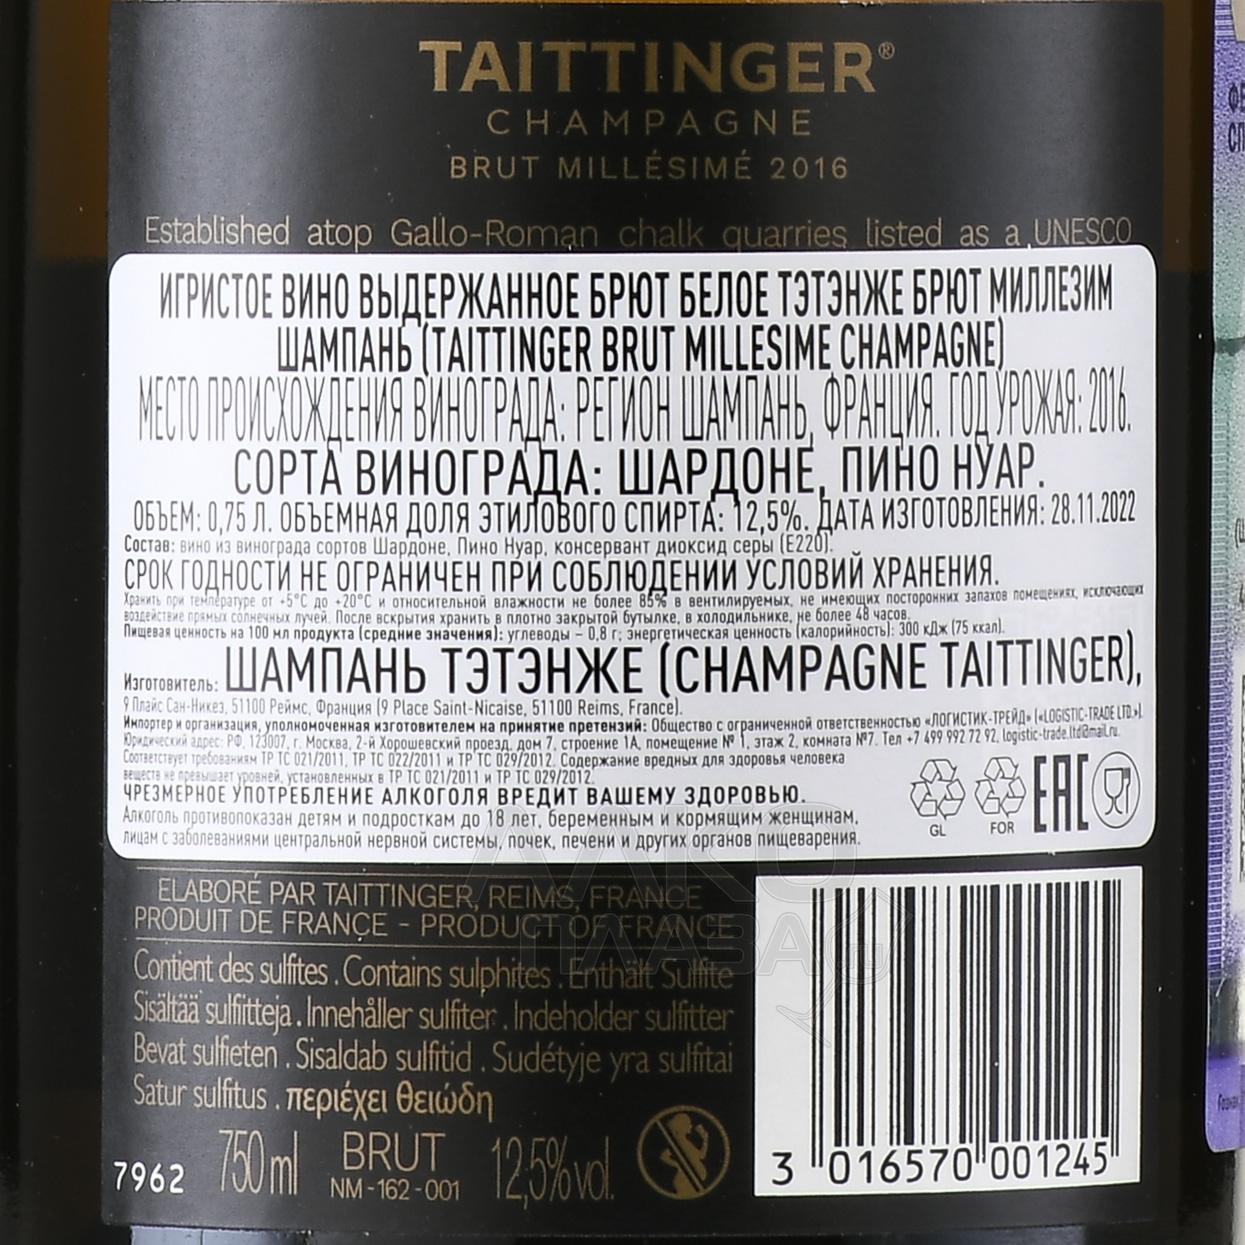 TAITTINGER®
CHAMPAGNE
BRUT MILLÉSIMÉ 2016
Established atop Gallo-Roman chalk quarries listed as a UNESCO
ИГРИСТОЕ ВИНО ВЫДЕРЖАННОЕ БРЮТ БЕЛОЕ ТЭТЭНЖЕ БРЮТ МИЛЛЕЗИМ
ШАМПАНЬ (TAITTINGER BRUT MILLESIME CHAMPAGNE)
МЕСТО ПРОИСХОЖДЕНИЯ ВИНОГРАДА: РЕГИОН ШАМПАНЬ, ФРАНЦИЯ. ГОД УРОЖАЯ: 2016.
СОРТА ВИНОГРАДА: ШАРДОНЕ, ПИНО НУАР.
ОБЪЕМ: 0,75 Л. ОБЪЕМНАЯ ДОЛЯ ЭТИЛОВОГО СПИРТА: 12,5%. ДАТА ИЗГОТОВЛЕНИЯ: 28.11.2022
Состав: вино из винограда сортов Шардоне, Пино Нуар, консервант диоксид серы (Е220).
СРОК ГОДНОСТИ НЕ ОГРАНИЧЕН ПРИ СОБЛЮДЕНИИ УСЛОВИЙ ХРАНЕНИЯ.
Хранить при температуре от +5°С до +20°С и относительной влажности не более 85% в вентилируемых, не имеющих посторонних запахов помещениях, исключающих
воздействие прямых солнечных лучей. После вскрытия хранить в плотно закрытой бутылке, в холодильнике, не более 48 часов.
Пищевая ценность на 100 мл продукта (средние значения): углеводы – 0,8 г; энергетическая ценность (калорийность): 300 кДж (75 ккал).
Изготовитель: ШАМПАНЬ ТЭТЭНЖЕ (CHAMPAGNE TAITTINGER),
9 Плайс Сан-Никез, 51100 Реймс, Франция (9 Place Saint-Nicaise, 51100 Reims, France).
Импортер и организация, уполномоченная изготовителем на принятие претензий: Общество с ограниченной ответственностью «ЛОГИСТИК-ТРЕЙД» («LOGISTIC-TRADE LTD.»)
Юридический адрес: РФ, 123007, г. Москва, 2-й Хорошевский проезд, дом 7, строение 1А, помещение № 1, этаж 2, комната №7. Тел +7 499 992 72 92, logistic-trade.ltd@mail.ru.
Соответствует требованиям ТР ТС 021/2011, ТР ТС 022/2011 и ТР ТС 029/2012. Содержание вредных для здоровья человека
веществ не превышает уровней, установленных в ТР ТС 021/2011 и ТР ТС 029/2012.
ЧРЕЗМЕРНОЕ УПОТРЕБЛЕНИЕ АЛКОГОЛЯ ВРЕДИТ ВАШЕМУ ЗДОРОВЬЮ.
Алкоголь противопоказан детям и подросткам до 18 лет, беременным и кормящим женщинам,
лицам с заболеваниями центральной нервной системы, почек, печени и других органов пищеварения.
GL FOR EAC
ELABORÉ PAR TAITTINGER, REIMS, FRANCE
PRODUIT DE FRANCE - PRODUCT OF FRANCE
АЛКО
ПЛАЗА
Contient des sulfites . Contains sulphites . Enthält Sulfite
Sisältää sulfiitteja . Innehåller sulfiter . Indeholder sulfitter
Bevat sulfieten . Sisaldab sulfitid . Sudėtyje yra sulfitai
Satur sulfitus . περιέχει θειώδη
7962 750 ml BRUT 12,5% vol.
NM-162-001
3 016570 001245